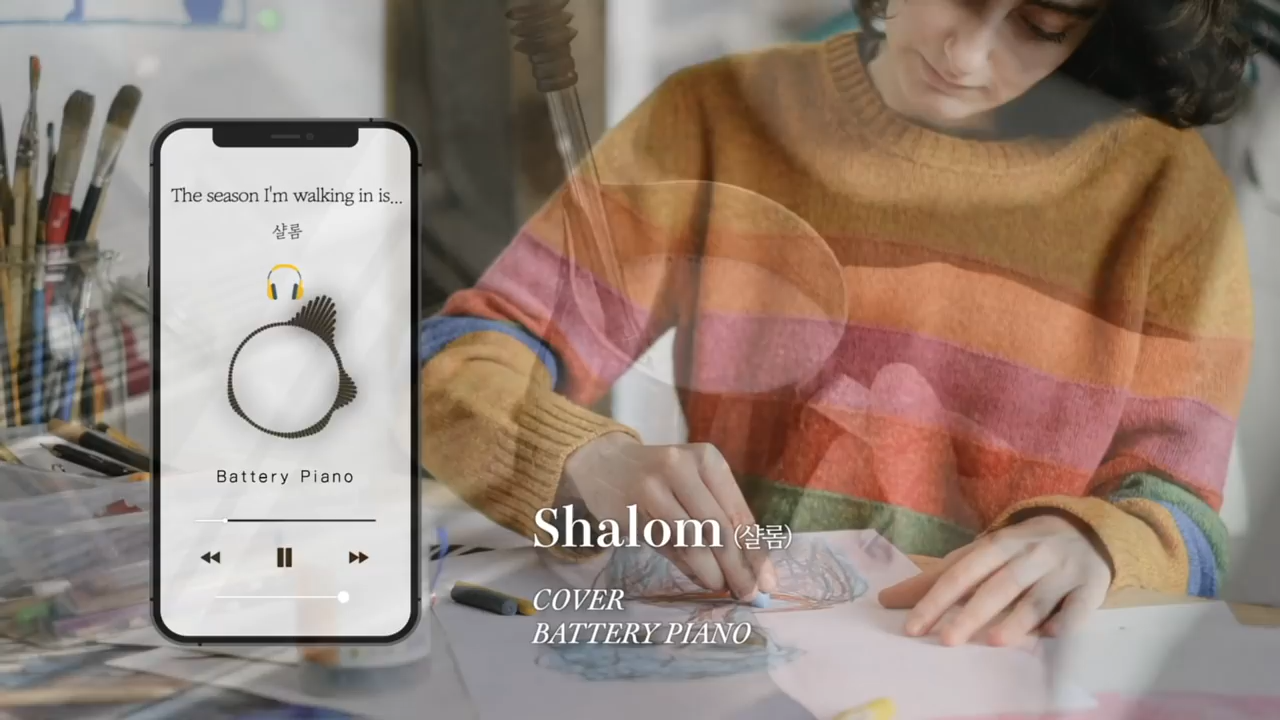 The season I'm walking in is...
샬롬
Battery Piano
Shalom (샬롬)
COVER
BATTERY PIANO